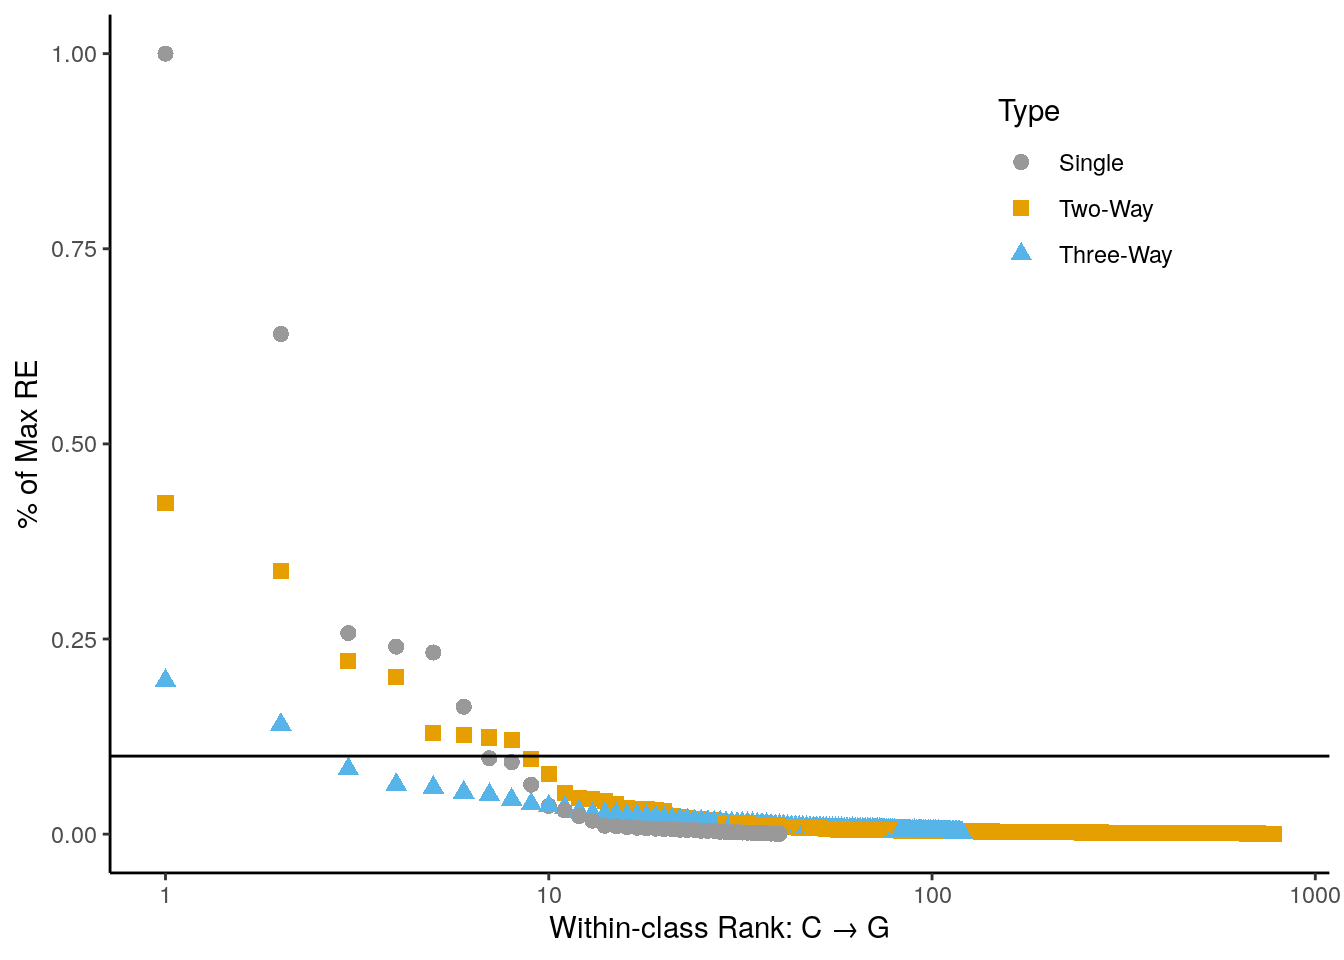 % of Max RE
1.00
0.75
0.50
0.25
0.00
Type
Single
Two-Way
Three-Way
1
10
100
1000
Within-class Rank: C → G